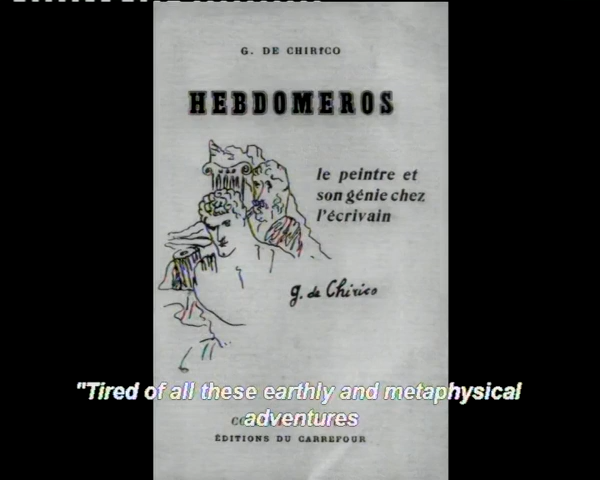 G. DE CHIRICO
HEBDOMEROS
le peintre et
son génie chez
l'écrivain
g. de Chirico
"Tired of all these earthly and metaphysical
adventures
ÉDITIONS DU CARREFOUR